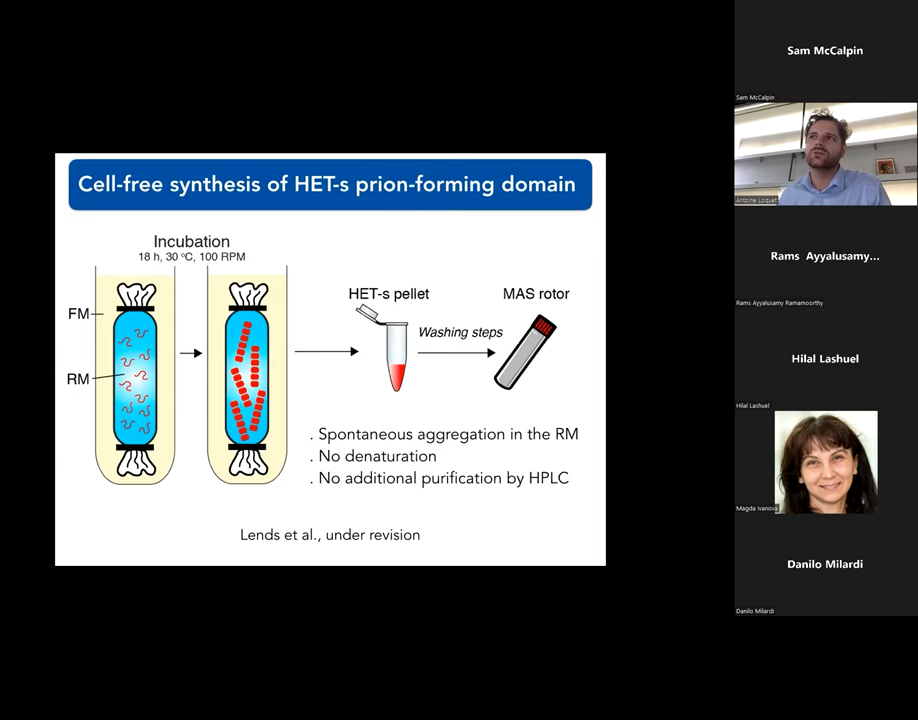 Cell-free synthesis of HET-s prion-forming domain
Incubation
18 h, 30 ºC, 100 RPM
FM
RM
HET-s pellet
Washing steps
MAS rotor
. Spontaneous aggregation in the RM
. No denaturation
. No additional purification by HPLC
Lends et al., under revision
Sam McCalpin
Sam McCalpin
Antoine Loquet
Rams Ayyalusamy...
Rams Ayyalusamy Ramamoorthy
Hilal Lashuel
Hilal Lashuel
Magda Ivanova
Danilo Milardi
Danilo Milardi